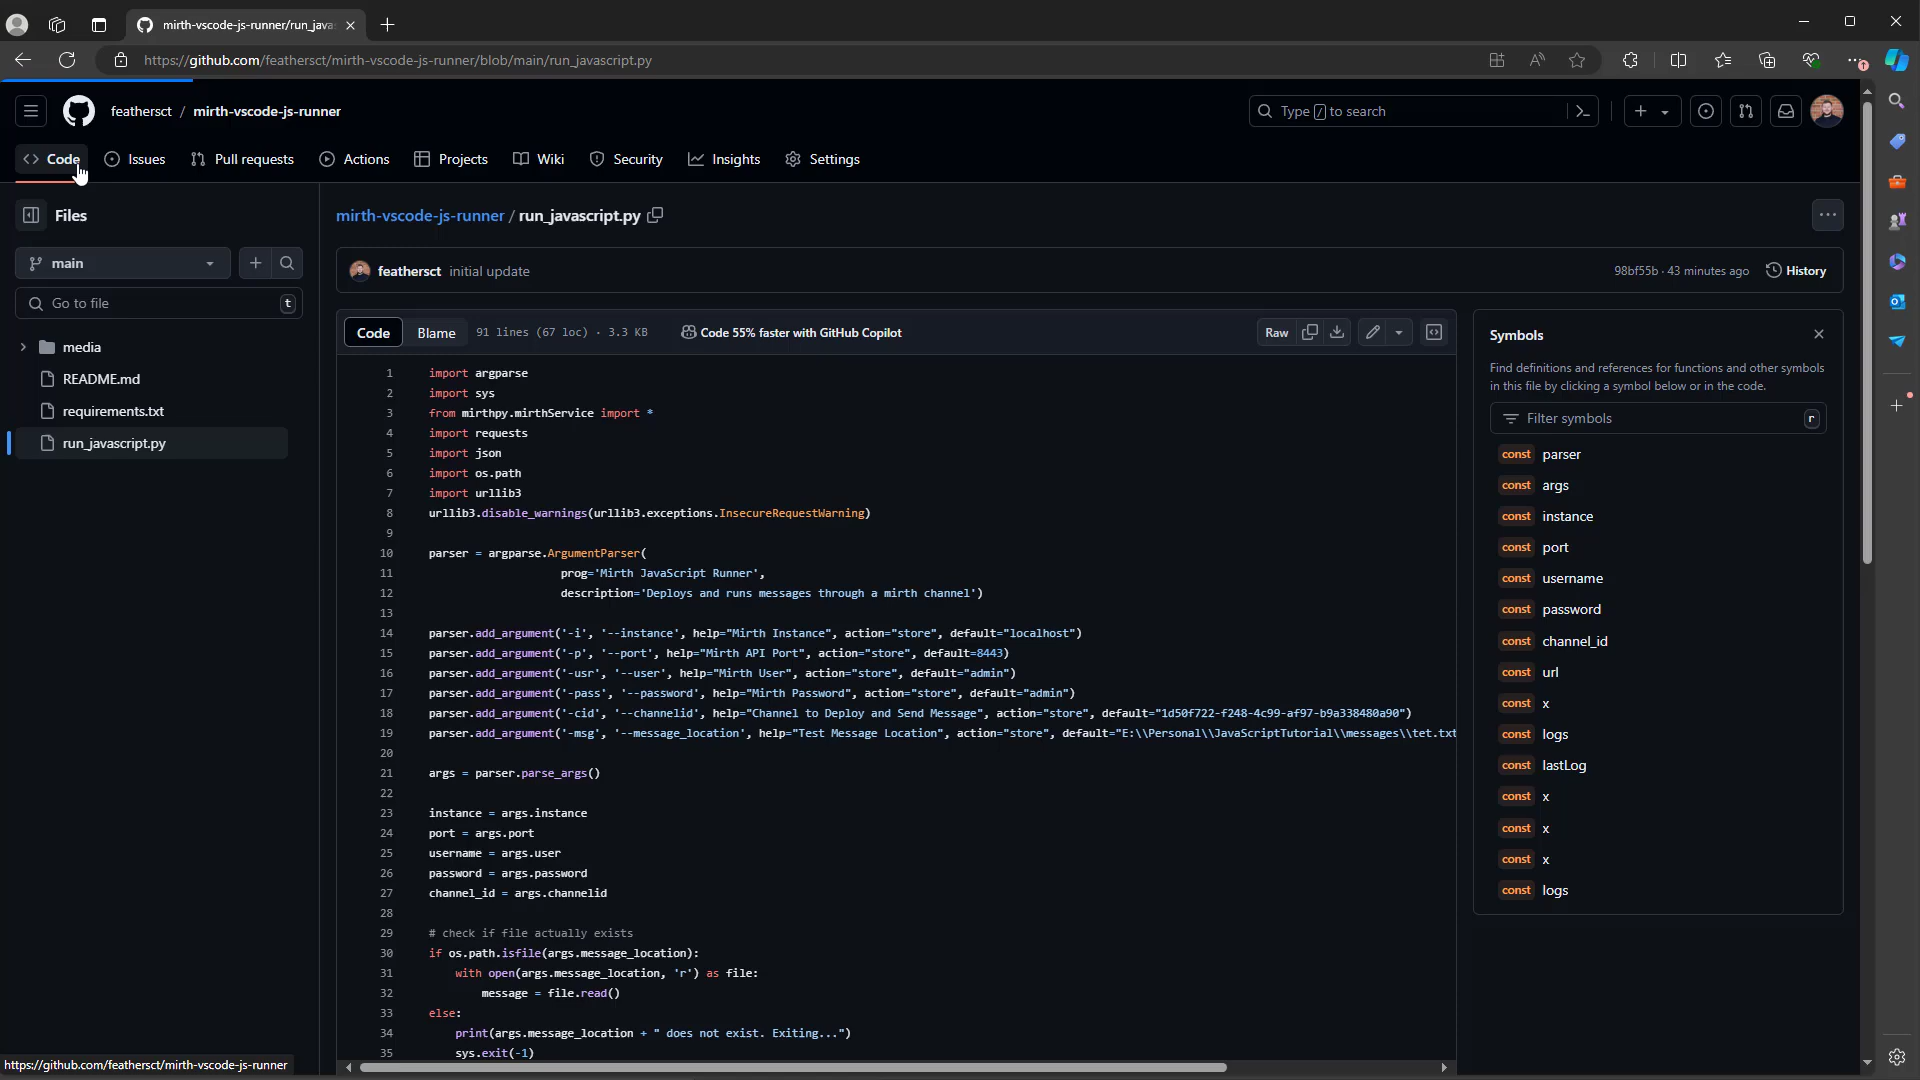 mirth-vscode-js-runner/run_java
https://github.com/feathersct/mirth-vscode-js-runner/blob/main/run_javascript.py
feathersct / mirth-vscode-js-runner
Type / to search
Code
Issues
Pull requests
Actions
Projects
Wiki
Security
Insights
Settings
Files
main
Go to file
t
media
README.md
requirements.txt
run_javascript.py
mirth-vscode-js-runner / run_javascript.py
feathersct initial update
98bf55b · 43 minutes ago
History
Code
Blame
91 lines (67 loc) · 3.3 KB
Code 55% faster with GitHub Copilot
Raw
1 import argparse
2 import sys
3 from mirthpy.mirthService import *
4 import requests
5 import json
6 import os.path
7 import urllib3
8 urllib3.disable_warnings(urllib3.exceptions.InsecureRequestWarning)
9
10 parser = argparse.ArgumentParser(
11 prog='Mirth JavaScript Runner',
12 description='Deploys and runs messages through a mirth channel')
13
14 parser.add_argument('-i', '--instance', help="Mirth Instance", action="store", default="localhost")
15 parser.add_argument('-p', '--port', help="Mirth API Port", action="store", default=8443)
16 parser.add_argument('-usr', '--user', help="Mirth User", action="store", default="admin")
17 parser.add_argument('-pass', '--password', help="Mirth Password", action="store", default="admin")
18 parser.add_argument('-cid', '--channelid', help="Channel to Deploy and Send Message", action="store", default="1d50f722-f248-4c99-af97-b9a338480a90")
19 parser.add_argument('-msg', '--message_location', help="Test Message Location", action="store", default="E:\\Personal\\JavaScriptTutorial\\messages\\tet.txt
20
21 args = parser.parse_args()
22
23 instance = args.instance
24 port = args.port
25 username = args.user
26 password = args.password
27 channel_id = args.channelid
28
29 # check if file actually exists
30 if os.path.isfile(args.message_location):
31 with open(args.message_location, 'r') as file:
32 message = file.read()
33 else:
34 print(args.message_location + " does not exist. Exiting...")
35 sys.exit(-1)
Symbols
Find definitions and references for functions and other symbols
in this file by clicking a symbol below or in the code.
Filter symbols
r
const parser
const args
const instance
const port
const username
const password
const channel_id
const url
const x
const logs
const lastLog
const x
const x
const x
const logs
https://github.com/feathersct/mirth-vscode-js-runner